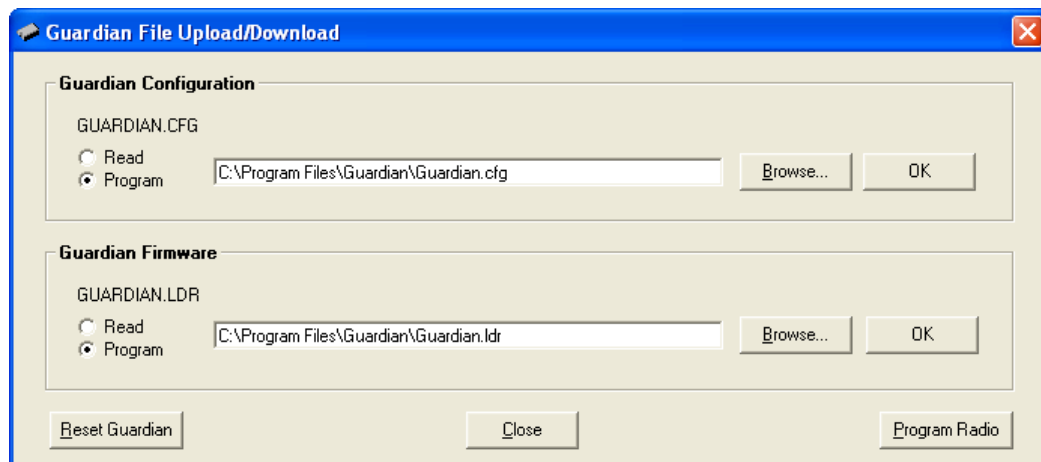 Guardian File Upload/Download
Guardian Configuration
GUARDIAN.CFG
Read
Program
C:\Program Files\Guardian\Guardian.cfg
Browse...
OK
Guardian Firmware
GUARDIAN.LDR
Read
Program
C:\Program Files\Guardian\Guardian.ldr
Browse...
OK
Reset Guardian
Close
Program Radio